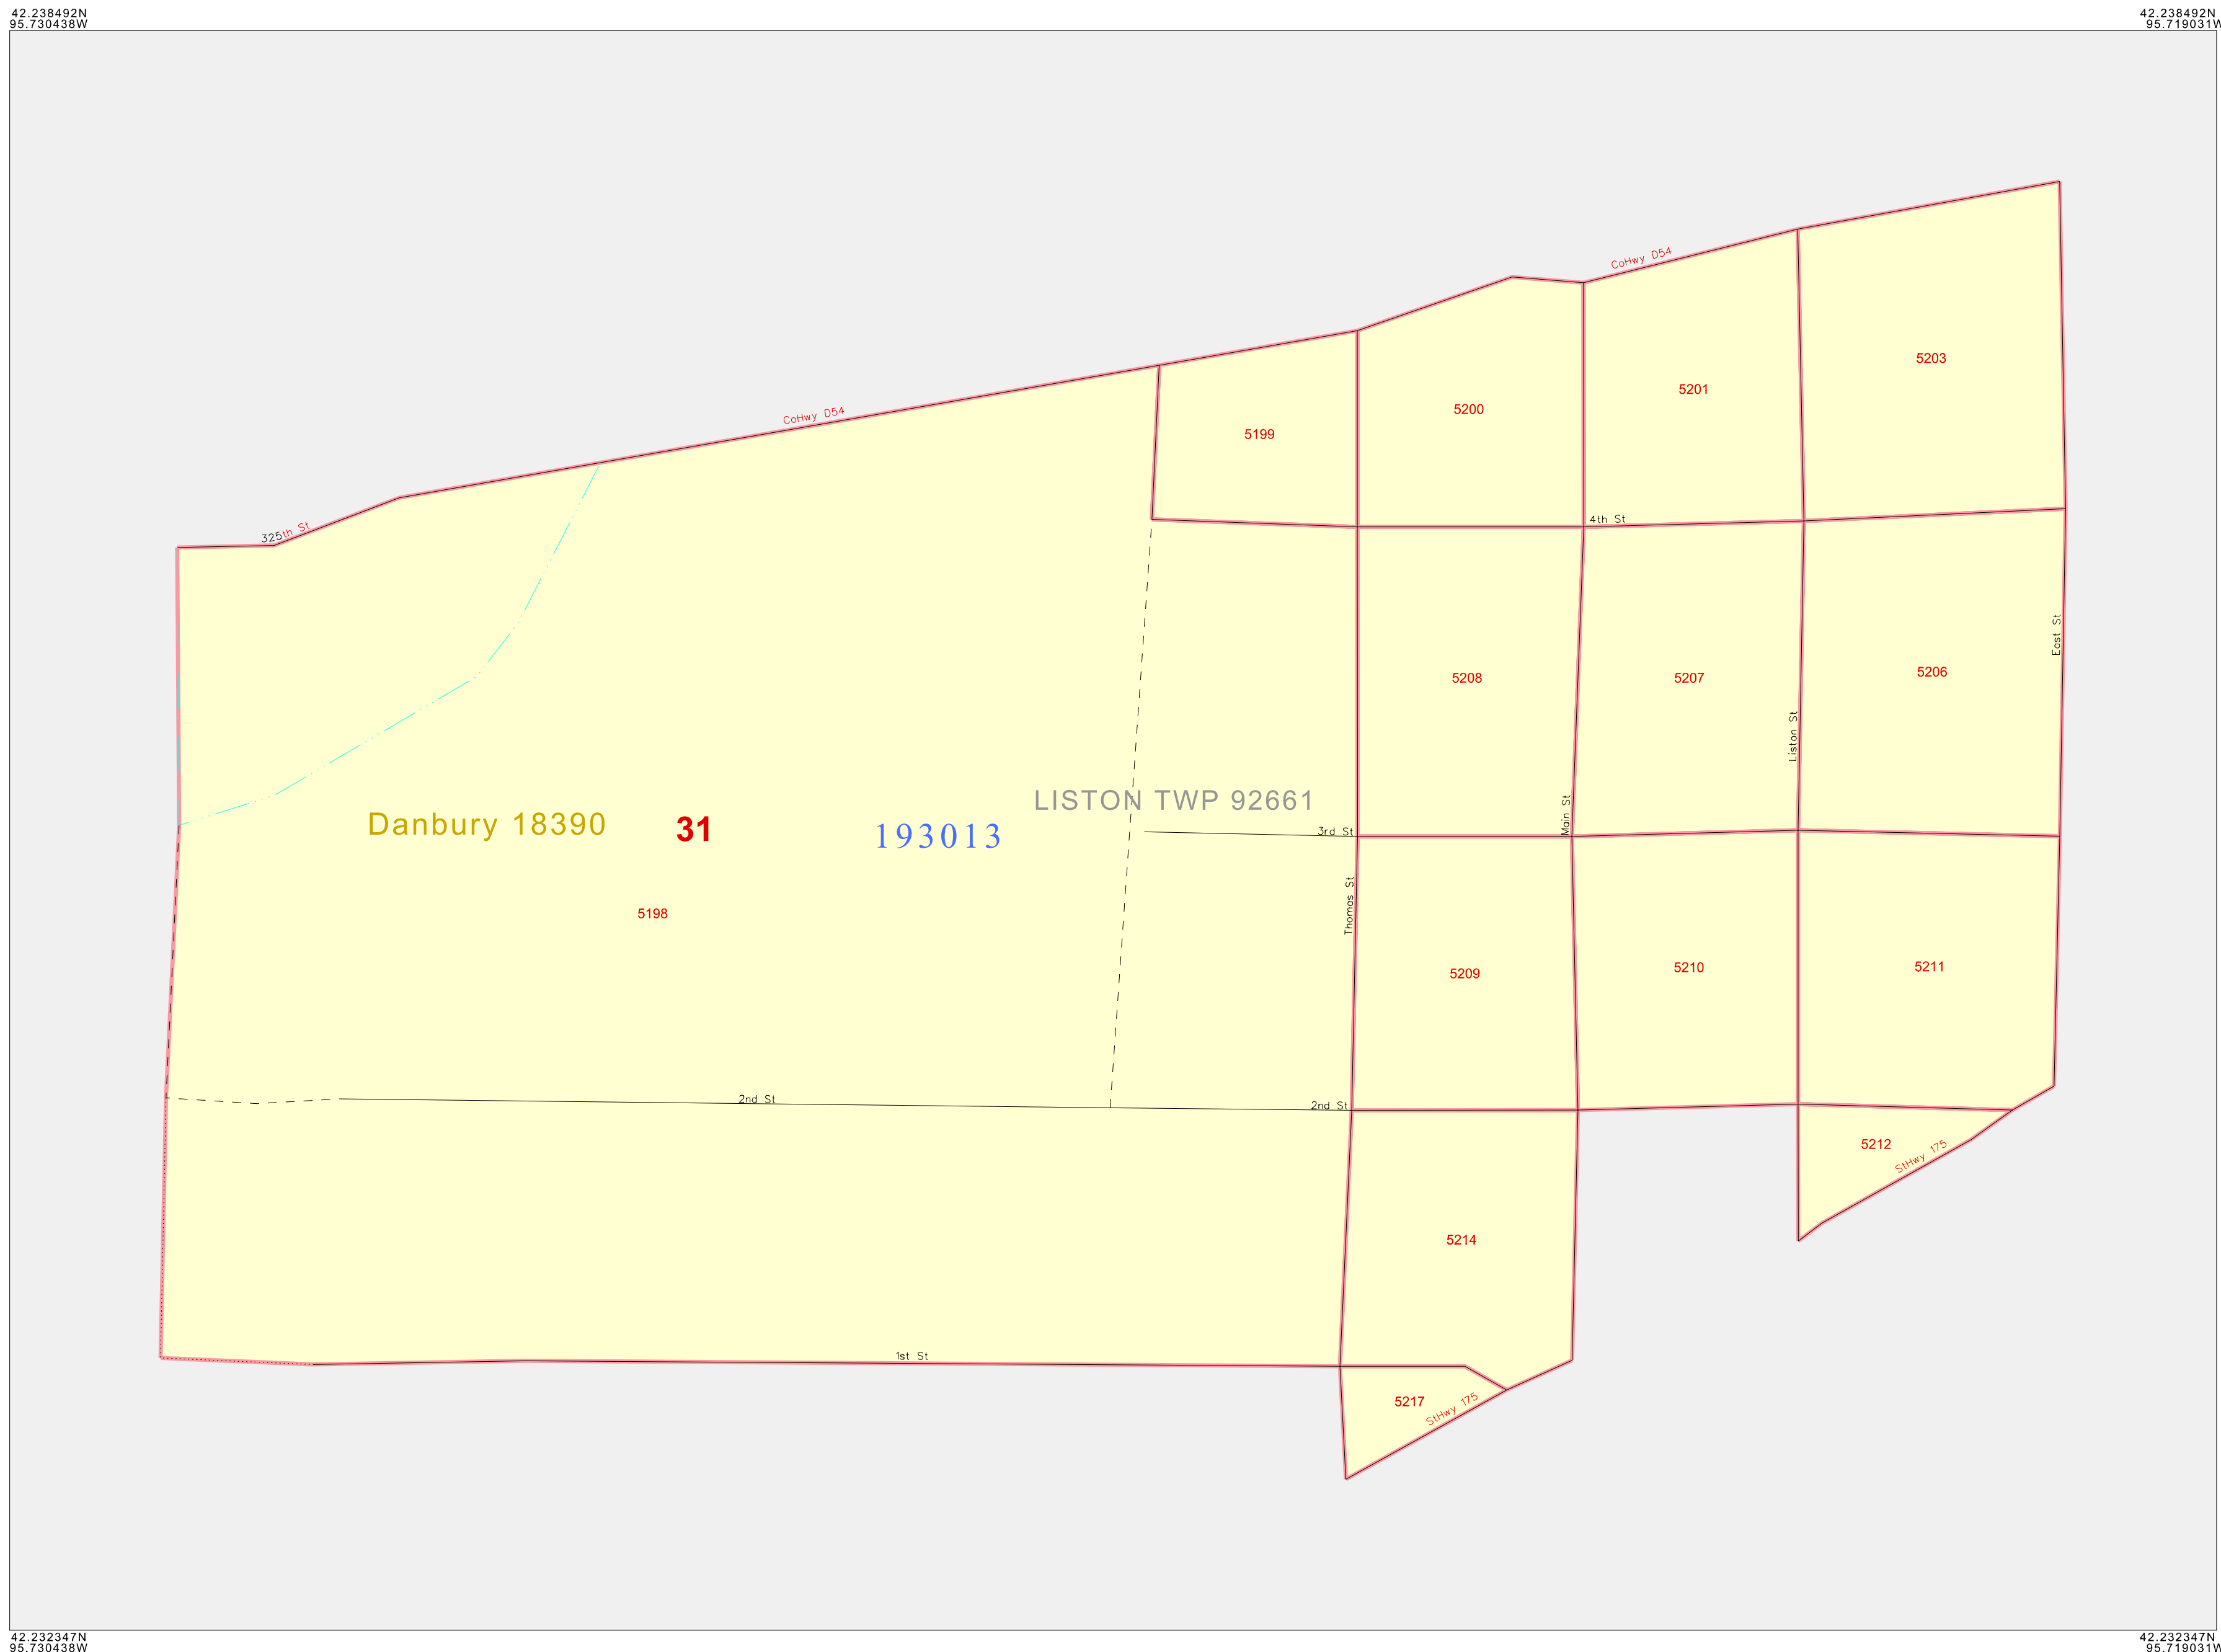 42.238492N
95.730438W
42.238492N
95.719031W
CoHwy D54
5203
5201
5200
CoHwy D54
5199
4th St
325th St
East St
5206
5208
5207
Liston St
LISTON TWP 92661
Main St
Danbury 18390
31
193013
3rd St
Thomas St
5198
5209
5210
5211
2nd St
2nd St
5212
StHwy 175
5214
1st St
5217
StHwy 175
42.232347N
95.730438W
42.232347N
95.719031W